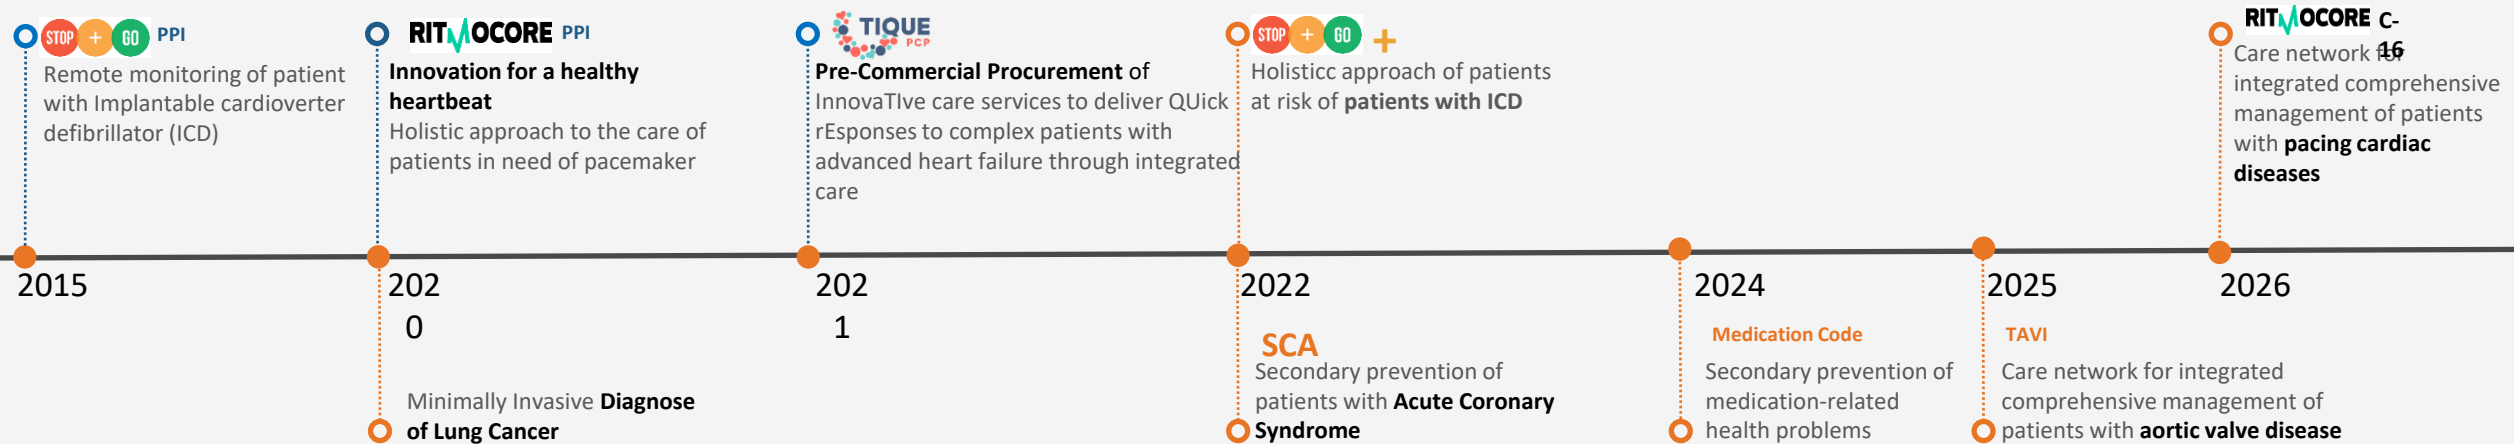 STOP + GO PPI
Remote monitoring of patient
with Implantable cardioverter
defibrillator (ICD)
RITMOCORE PPI
Innovation for a healthy
heartbeat
Holistic approach to the care of
patients in need of pacemaker
TIQUE
PCP
Pre-Commercial Procurement of
InnovaTIve care services to deliver QUick
rEsponses to complex patients with
advanced heart failure through integrated
care
STOP + GO +
Holisticc approach of patients
at risk of patients with ICD
RITMOCORE C-
16
Care network for
integrated comprehensive
management of patients
with pacing cardiac
diseases
2015
202
0
202
1
2022
2024
2025
2026
Minimally Invasive Diagnose
of Lung Cancer
SCA
Secondary prevention of
patients with Acute Coronary
Syndrome
Medication Code
Secondary prevention of
medication-related
health problems
TAVI
Care network for integrated
comprehensive management of
patients with aortic valve disease